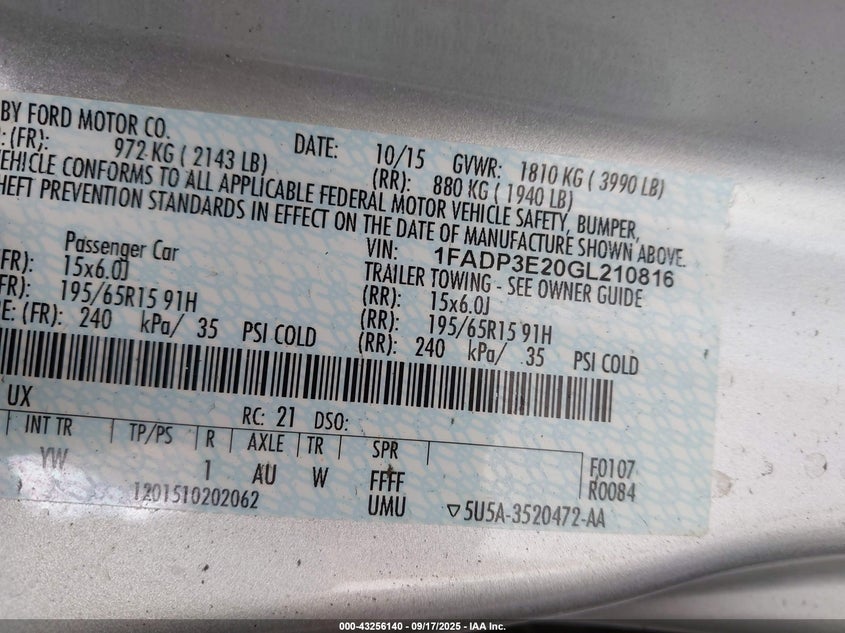 BY FORD MOTOR CO. DATE: 10/15 GVWR: 1810 KG ( 3990 LB)
(FR): 972 KG ( 2143 LB) (RR): 880 KG ( 1940 LB)
VEHICLE CONFORMS TO ALL APPLICABLE FEDERAL MOTOR VEHICLE SAFETY, BUMPER,
THEFT PREVENTION STANDARDS IN EFFECT ON THE DATE OF MANUFACTURE SHOWN ABOVE.
VIN: 1FADP3E20GL210816
Passenger Car TRAILER TOWING - SEE OWNER GUIDE
FR): 15x6.0J (RR): 15x6.0J
FR): 195/65R15 91H (RR): 195/65R15 91H
E: (FR): 240 kPa/ 35 PSI COLD (RR): 240 kPa/ 35 PSI COLD
UX RC: 21 DSO:
INT TR TP/PS R AXLE TR SPR
YW 1 AU W FFFF F0107
R0084
1201510202062 UMU ▽5U5A-3520472-AA
000-43256140 - 09/17/2025 - IAA Inc.